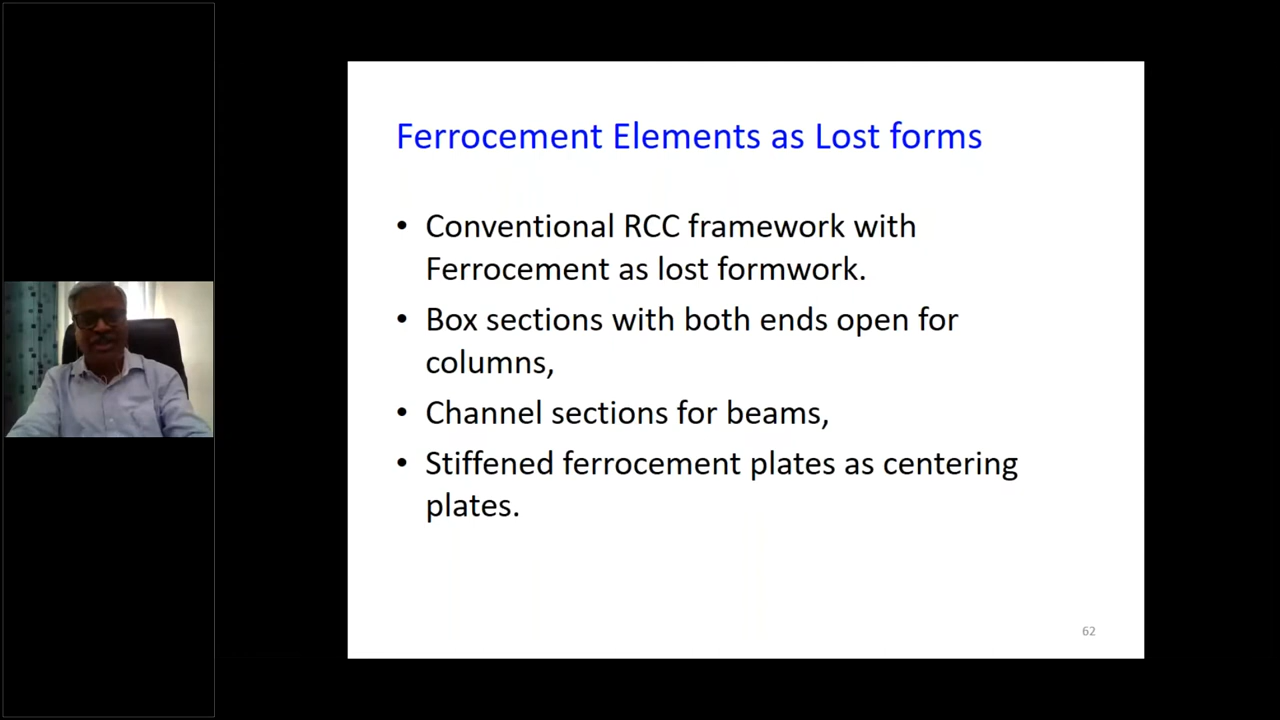 Ferrocement Elements as Lost forms
• Conventional RCC framework with
Ferrocement as lost formwork.
• Box sections with both ends open for
columns,
• Channel sections for beams,
• Stiffened ferrocement plates as centering
plates.
62